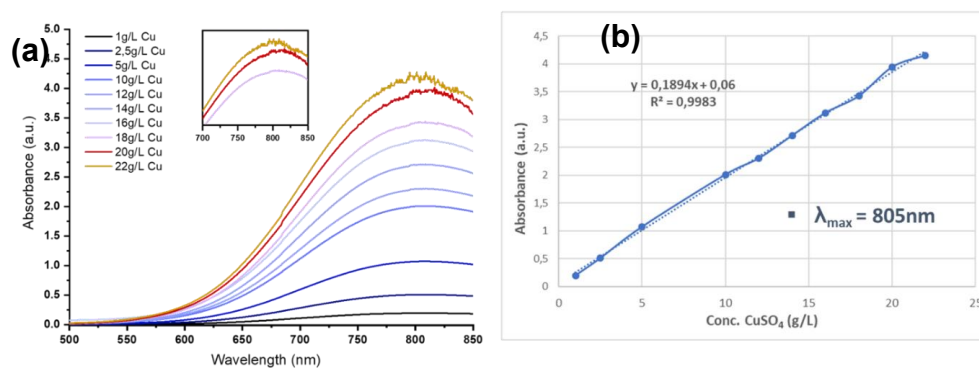 (a)
5.0
4.5
4.0
3.5
3.0
2.5
2.0
1.5
1.0
0.5
0.0
Absorbance (a.u.)
1g/L Cu
2,5g/L Cu
5g/L Cu
10g/L Cu
12g/L Cu
14g/L Cu
16g/L Cu
18g/L Cu
20g/L Cu
22g/L Cu
700 750 800 850
500 550 600 650 700 750 800 850
Wavelength (nm)
(b)
4,5
4
3,5
3
2,5
2
1,5
1
0,5
0
Absorbance (a.u.)
y = 0,1894x + 0,06
R² = 0,9983
λmax = 805nm
0 5 10 15 20 25
Conc. CuSO₄ (g/L)